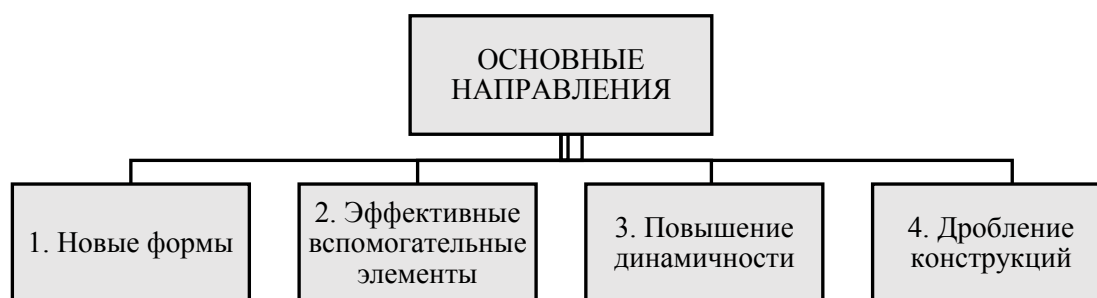 ОСНОВНЫЕ
НАПРАВЛЕНИЯ
1. Новые формы
2. Эффективные
вспомогательные
элементы
3. Повышение
динамичности
4. Дробление
конструкций